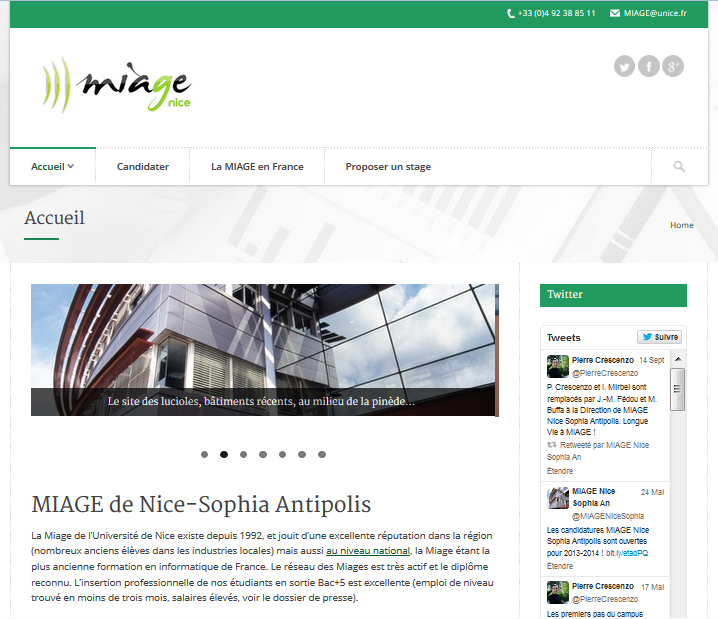 +33 (0)4 92 38 85 11 MIAGE@unice.fr
miage
nice
Accueil Candidater La MIAGE en France Proposer un stage
Accueil
Home
Le site des lucioles, bâtiments récents, au milieu de la pinède...
MIAGE de Nice-Sophia Antipolis
La Miage de l'Université de Nice existe depuis 1992, et jouit d'une excellente réputation dans la région
(nombreux anciens élèves dans les industries locales) mais aussi au niveau national, la Miage étant la
plus ancienne formation en informatique de France. Le réseau des Miages est très actif et le diplôme
reconnu. L'insertion professionnelle de nos étudiants en sortie Bac+5 est excellente (emploi de niveau
trouvé en moins de trois mois, salaires élevés, voir le dossier de presse).
Twitter
Tweets Suivre
Pierre Crescenzo 14 Sept
@PierreCrescenzo
P. Crescenzo et I. Mirbel sont
remplacés par J.-M. Fédou et M.
Buffa à la Direction de MIAGE
Nice Sophia Antipolis. Longue
Vie à MIAGE !
Retweeté par MIAGE Nice
Sophia An
Étendre
MIAGE Nice 24 Mai
Sophia An
@MIAGENiceSophia
Les candidatures MIAGE Nice
Sophia Antipolis sont ouvertes
pour 2013-2014 ! bit.ly/etadPQ
Étendre
Pierre Crescenzo 17 Mai
@PierreCrescenzo
Les premiers pas du campus